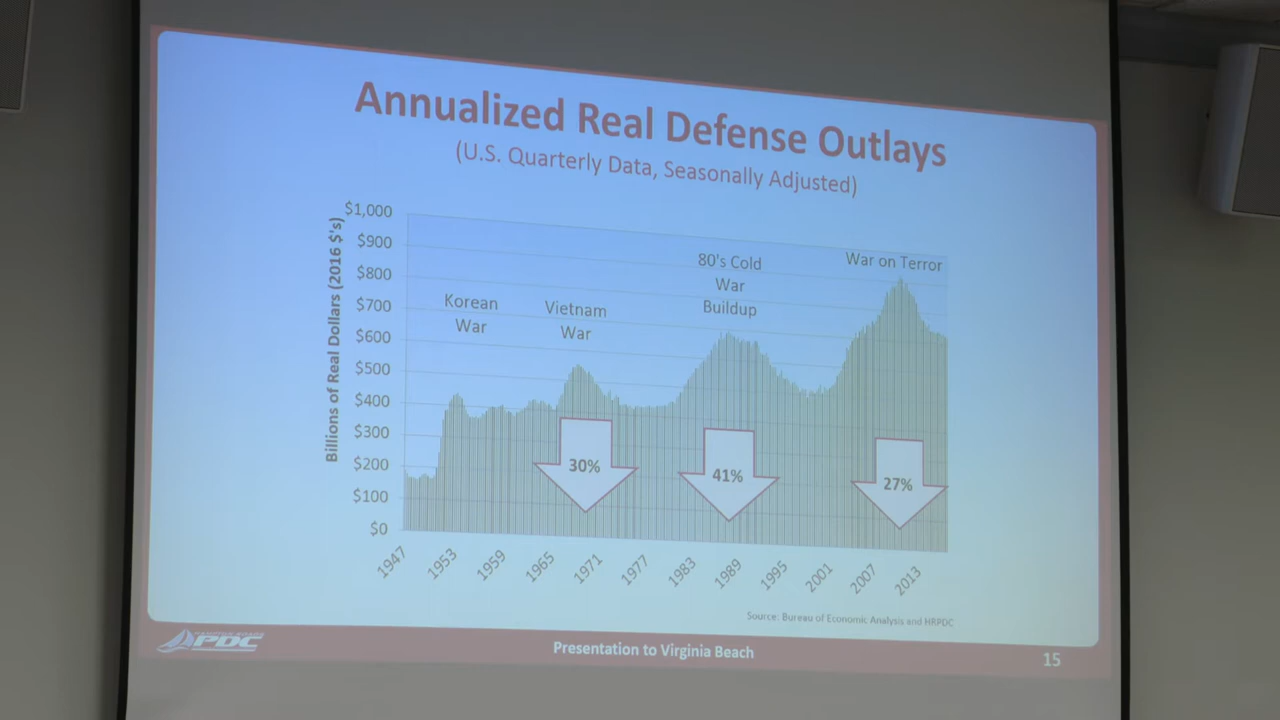 Annualized Real Defense Outlays
(U.S. Quarterly Data, Seasonally Adjusted)
Billions of Real Dollars (2016 $'s)
$1,000
$900
$800
$700
$600
$500
$400
$300
$200
$100
$0
Korean
War
Vietnam
War
80's Cold
War
Buildup
War on Terror
30%
41%
27%
1947
1953
1959
1965
1971
1977
1983
1989
1995
2001
2007
2013
Source: Bureau of Economic Analysis and HRPDC
PDC
Presentation to Virginia Beach
15